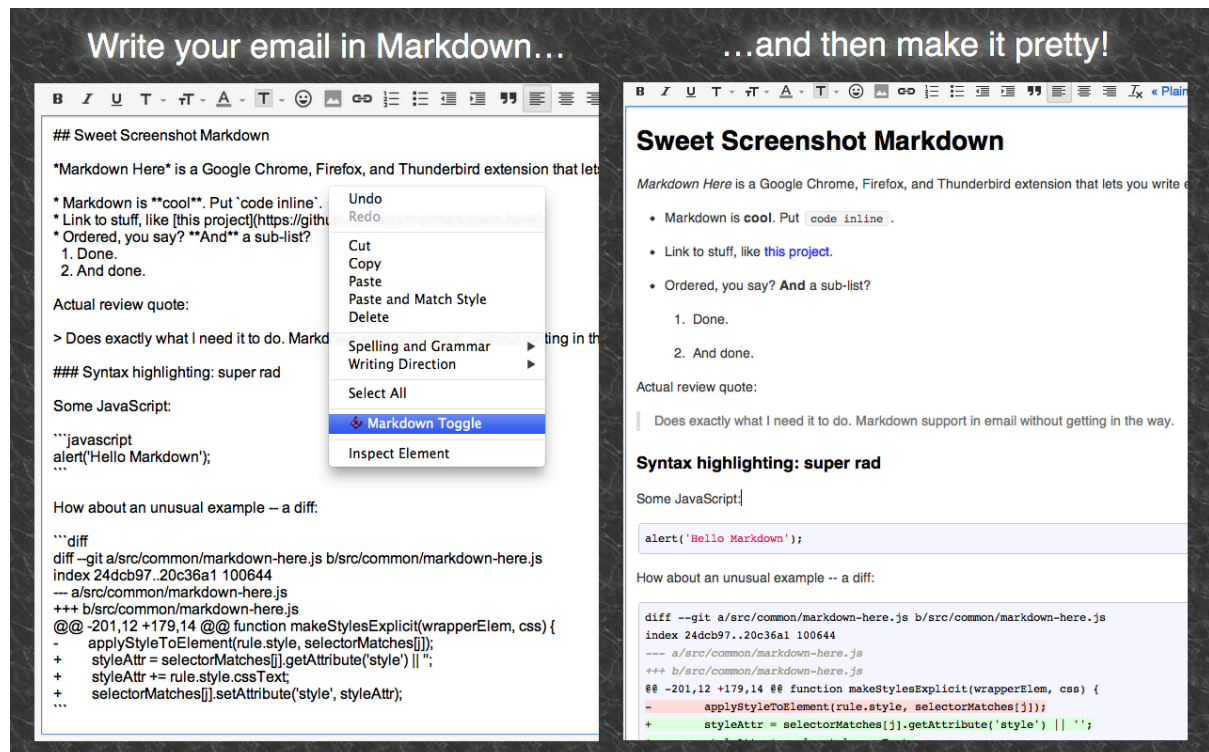 Write your email in Markdown…
B I U T - тT - A - T -
## Sweet Screenshot Markdown
*Markdown Here* is a Google Chrome, Firefox, and Thunderbird extension that lets
* Markdown is **cool**. Put `code inline`.
* Link to stuff, like [this project](https://githu
* Ordered, you say? **And** a sub-list?
1. Done.
2. And done.
Actual review quote:
> Does exactly what I need it to do. Markd ting in th
### Syntax highlighting: super rad
Some JavaScript:
```javascript
alert('Hello Markdown');
```
How about an unusual example -- a diff:
```diff
diff --git a/src/common/markdown-here.js b/src/common/markdown-here.js
index 24dcb97..20c36a1 100644
--- a/src/common/markdown-here.js
+++ b/src/common/markdown-here.js
@@ -201,12 +179,14 @@ function makeStylesExplicit(wrapperElem, css) {
- applyStyleToElement(rule.style, selectorMatches[j]);
+ styleAttr = selectorMatches[j].getAttribute('style') || '';
+ styleAttr += rule.style.cssText;
+ selectorMatches[j].setAttribute('style', styleAttr);
```
Undo
Redo
Cut
Copy
Paste
Paste and Match Style
Delete
Spelling and Grammar
Writing Direction
Select All
Markdown Toggle
Inspect Element
…and then make it pretty!
B I U T - тT - A - T - « Plain
Sweet Screenshot Markdown
Markdown Here is a Google Chrome, Firefox, and Thunderbird extension that lets you write
• Markdown is cool. Put code inline .
• Link to stuff, like this project.
• Ordered, you say? And a sub-list?
1. Done.
2. And done.
Actual review quote:
Does exactly what I need it to do. Markdown support in email without getting in the way.
Syntax highlighting: super rad
Some JavaScript:
alert('Hello Markdown');
How about an unusual example -- a diff:
diff --git a/src/common/markdown-here.js b/src/common/markdown-here.js
index 24dcb97..20c36a1 100644
--- a/src/common/markdown-here.js
+++ b/src/common/markdown-here.js
@@ -201,12 +179,14 @@ function makeStylesExplicit(wrapperElem, css) {
- applyStyleToElement(rule.style, selectorMatches[j]);
+ styleAttr = selectorMatches[j].getAttribute('style') || '';